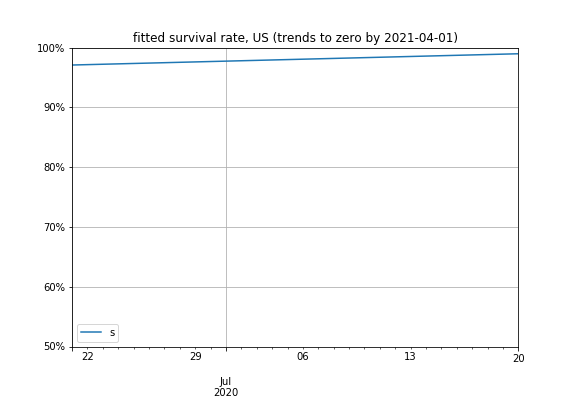 fitted survival rate, US (trends to zero by 2021-04-01)
100%
90%
80%
70%
60%
50%
s
22 29 06 13 20
Jul
2020